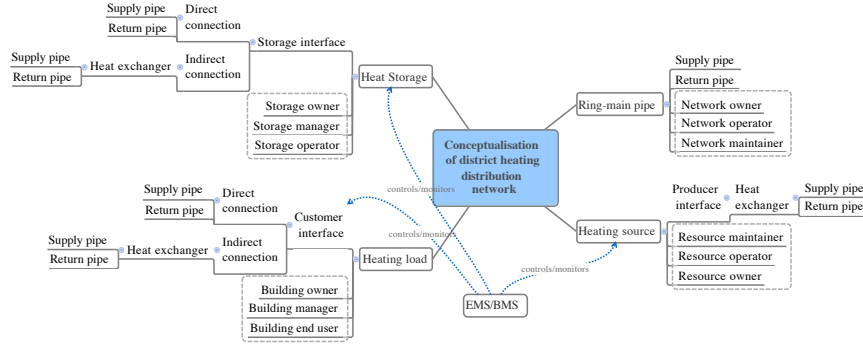 Supply pipe
Return pipe
Direct
connection
Storage interface
Supply pipe
Return pipe
Heat exchanger
Indirect
connection
Heat Storage
Storage owner
Storage manager
Storage operator
Conceptualisation
of district heating
distribution
network
Ring-main pipe
Supply pipe
Return pipe
Network owner
Network operator
Network maintainer
controls/monitors
controls/monitors
controls/monitors
Supply pipe
Return pipe
Direct
connection
Customer
interface
Supply pipe
Return pipe
Heat exchanger
Indirect
connection
Heating load
Building owner
Building manager
Building end user
EMS/BMS
Heating source
Producer
interface
Heat
exchanger
Supply pipe
Return pipe
Resource maintainer
Resource operator
Resource owner